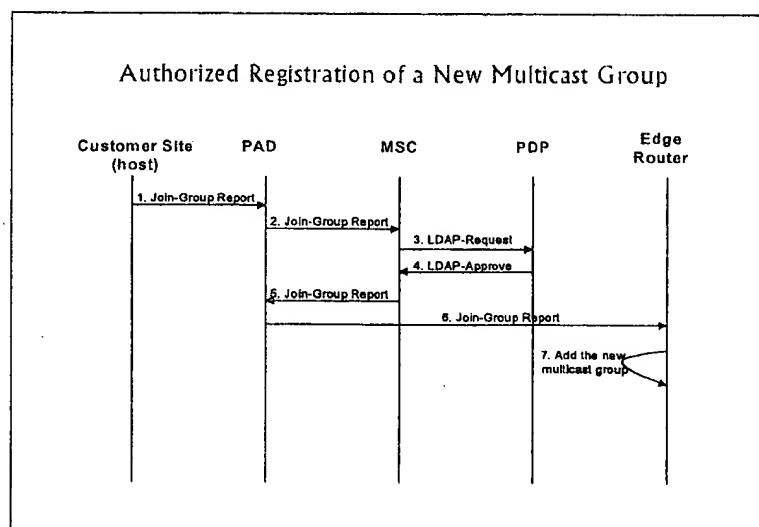 Authorized Registration of a New Multicast Group
Customer Site
(host)
PAD
MSC
PDP
Edge
Router
1. Join-Group Report
2. Join-Group Report
3. LDAP-Request
4. LDAP-Approve
5. Join-Group Report
6. Join-Group Report
7. Add the new
multicast group